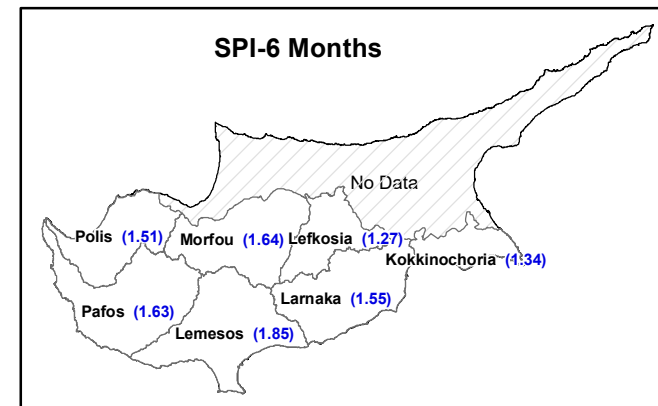 SPI-6 Months
No Data
Polis (1.51)
Morfou (1.64)
Lefkosia (1.27)
Kokkinochoria (1.34)
Pafos (1.63)
Larnaka (1.55)
Lemesos (1.85)